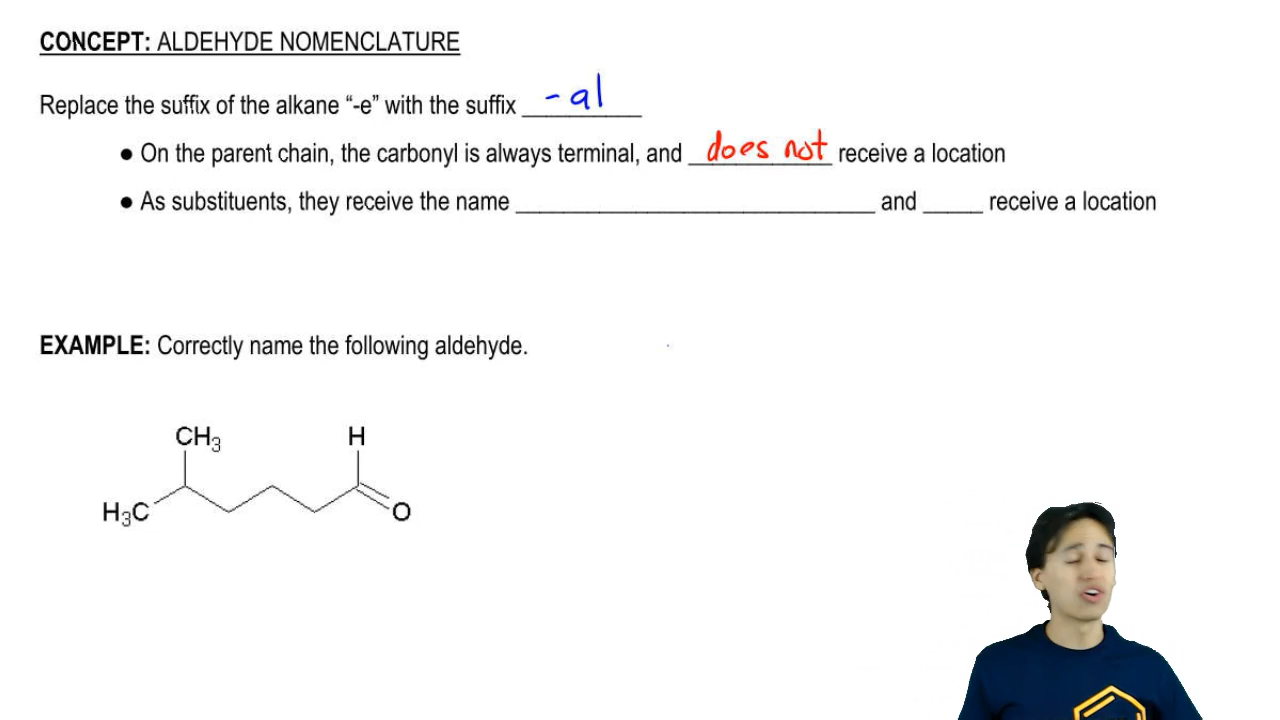 CONCEPT: ALDEHYDE NOMENCLATURE
Replace the suffix of the alkane “-e” with the suffix -al
● On the parent chain, the carbonyl is always terminal, and does not receive a location
● As substituents, they receive the name ____________________________ and _____ receive a location
EXAMPLE: Correctly name the following aldehyde.
CH3 H
H3C O